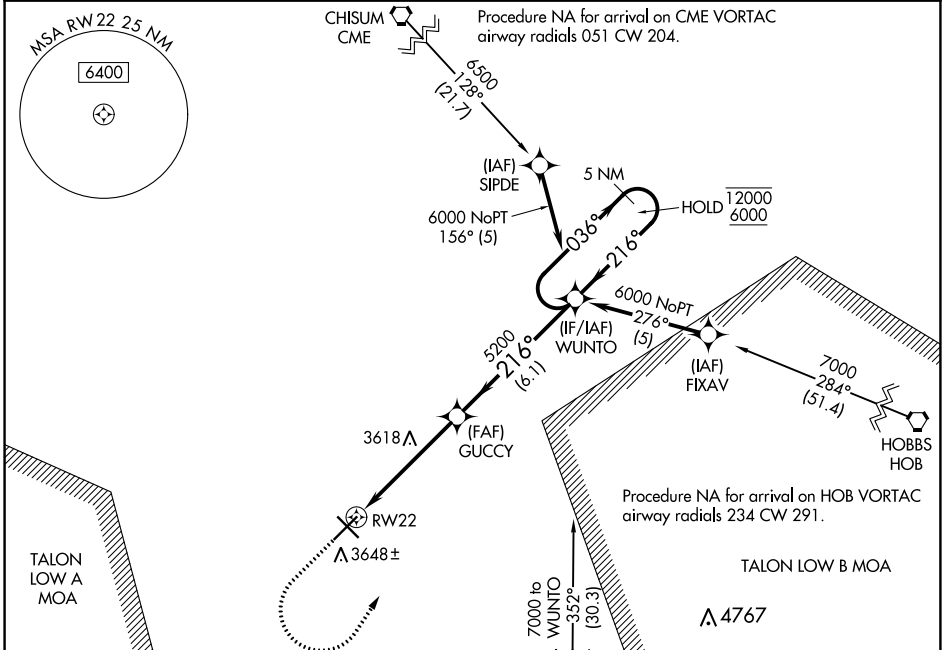 MSA RW 22 25 NM
6400
CHISUM
CME
Procedure NA for arrival on CME VORTAC
airway radials 051 CW 204.
6500
128°
(21.7)
(IAF)
SIPDE
5 NM
HOLD
12000
6000
6000 NoPT
156° (5)
036°
216°
6000 NoPT
276°
(5)
(IF/IAF)
WUNTO
(IAF)
FIXAV
5200
216°
(6.1)
7000
284°
(51.4)
HOBBS
HOB
(FAF)
GUCCY
3618
Procedure NA for arrival on HOB VORTAC
airway radials 234 CW 291.
RW22
3648±
TALON
LOW A
MOA
TALON LOW B MOA
7000 to
WUNTO
352°
(30.3)
4767